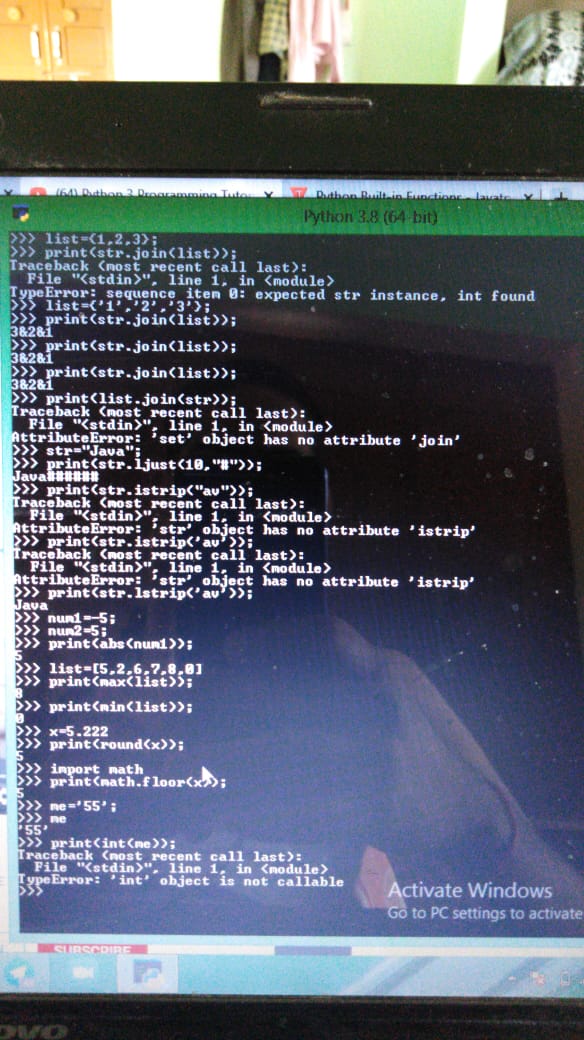 (64) Python 3 Programming Tuto
Python Built-in Functions - Javatp
Python 3.8 (64-bit)
>>> list={1,2,3};
>>> print(str.join(list));
Traceback (most recent call last):
  File "<stdin>", line 1, in <module>
TypeError: sequence item 0: expected str instance, int found
>>> list={'1','2','3'};
>>> print(str.join(list));
3&2&1
>>> print(str.join(list));
3&2&1
>>> print(str.join(list));
3&2&1
>>> print(list.join(str));
Traceback (most recent call last):
  File "<stdin>", line 1, in <module>
AttributeError: 'set' object has no attribute 'join'
>>> str="Java";
>>> print(str.ljust(10,"#"));
Java######
>>> print(str.istrip("av"));
Traceback (most recent call last):
  File "<stdin>", line 1, in <module>
AttributeError: 'str' object has no attribute 'istrip'
>>> print(str.istrip('av'));
Traceback (most recent call last):
  File "<stdin>", line 1, in <module>
AttributeError: 'str' object has no attribute 'istrip'
>>> print(str.lstrip('av'));
Java
>>> num1=-5;
>>> num2=5;
>>> print(abs(num1));
5
>>> list=[5,2,6,7,8,0]
>>> print(max(list));
8
>>> print(min(list));
0
>>> x=5.222
>>> print(round(x));
5
>>> import math
>>> print(math.floor(x));
5
>>> me='55';
>>> me
'55'
>>> print(int(me));
Traceback (most recent call last):
  File "<stdin>", line 1, in <module>
TypeError: 'int' object is not callable
>>>
Activate Windows
Go to PC settings to activate
SUBSCRIBE